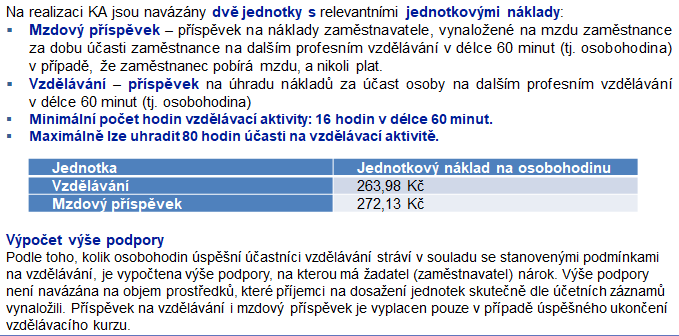 Na realizaci KA jsou navázány dvě jednotky s relevantními jednotkovými náklady:
▪ Mzdový příspěvek – příspěvek na náklady zaměstnavatele, vynaložené na mzdu zaměstnance
za dobu účasti zaměstnance na dalším profesním vzdělávání v délce 60 minut (tj. osobohodina)
v případě, že zaměstnanec pobírá mzdu, a nikoli plat.
▪ Vzdělávání – příspěvek na úhradu nákladů za účast osoby na dalším profesním vzdělávání
v délce 60 minut (tj. osobohodina)
▪ Minimální počet hodin vzdělávací aktivity: 16 hodin v délce 60 minut.
▪ Maximálně lze uhradit 80 hodin účasti na vzdělávací aktivitě.
Jednotka Jednotkový náklad na osobohodinu
Vzdělávání 263,98 Kč
Mzdový příspěvek 272,13 Kč
Výpočet výše podpory
Podle toho, kolik osobohodin úspěšní účastníci vzdělávání stráví v souladu se stanovenými podmínkami
na vzdělávání, je vypočtena výše podpory, na kterou má žadatel (zaměstnavatel) nárok. Výše podpory
není navázána na objem prostředků, které příjemci na dosažení jednotek skutečně dle účetních záznamů
vynaložili. Příspěvek na vzdělávání i mzdový příspěvek je vyplacen pouze v případě úspěšného ukončení
vzdělávacího kurzu.